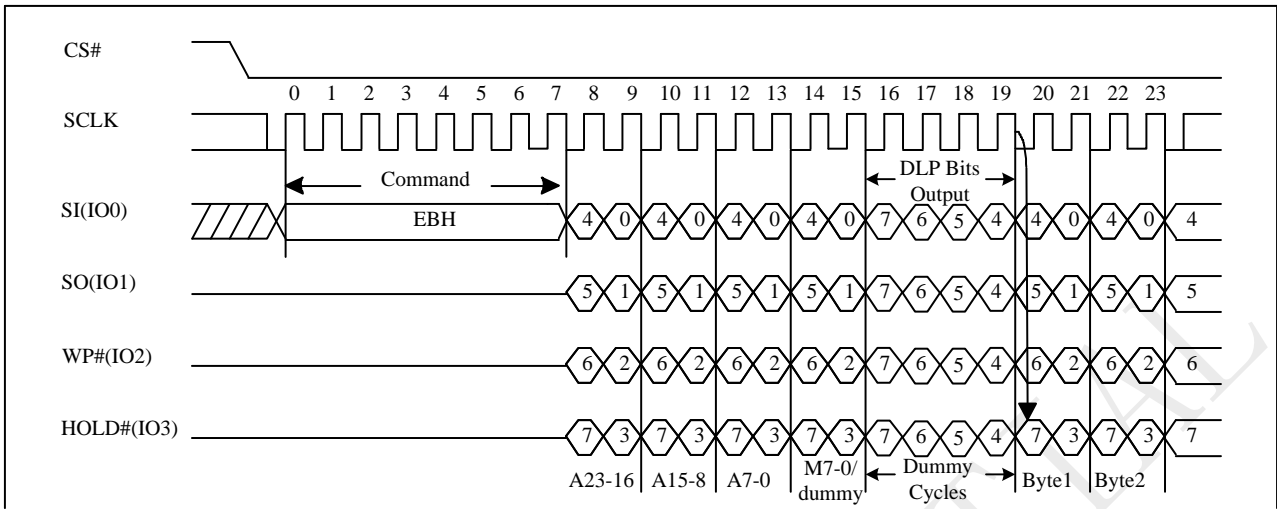 CS#
0 1 2 3 4 5 6 7 8 9 10 11 12 13 14 15 16 17 18 19 20 21 22 23
SCLK
Command
DLP Bits
Output
SI(IO0)
EBH
4 0 4 0 4 0 4 0 7 6 5 4 4 0 4 0 4
SO(IO1)
5 1 5 1 5 1 5 1 7 6 5 4 5 1 5 1 5
WP#(IO2)
6 2 6 2 6 2 6 2 7 6 5 4 6 2 6 2 6
HOLD#(IO3)
7 3 7 3 7 3 7 3 7 6 5 4 7 3 7 3 7
A23-16 A15-8 A7-0 M7-0/ Dummy Byte1 Byte2
dummy Cycles